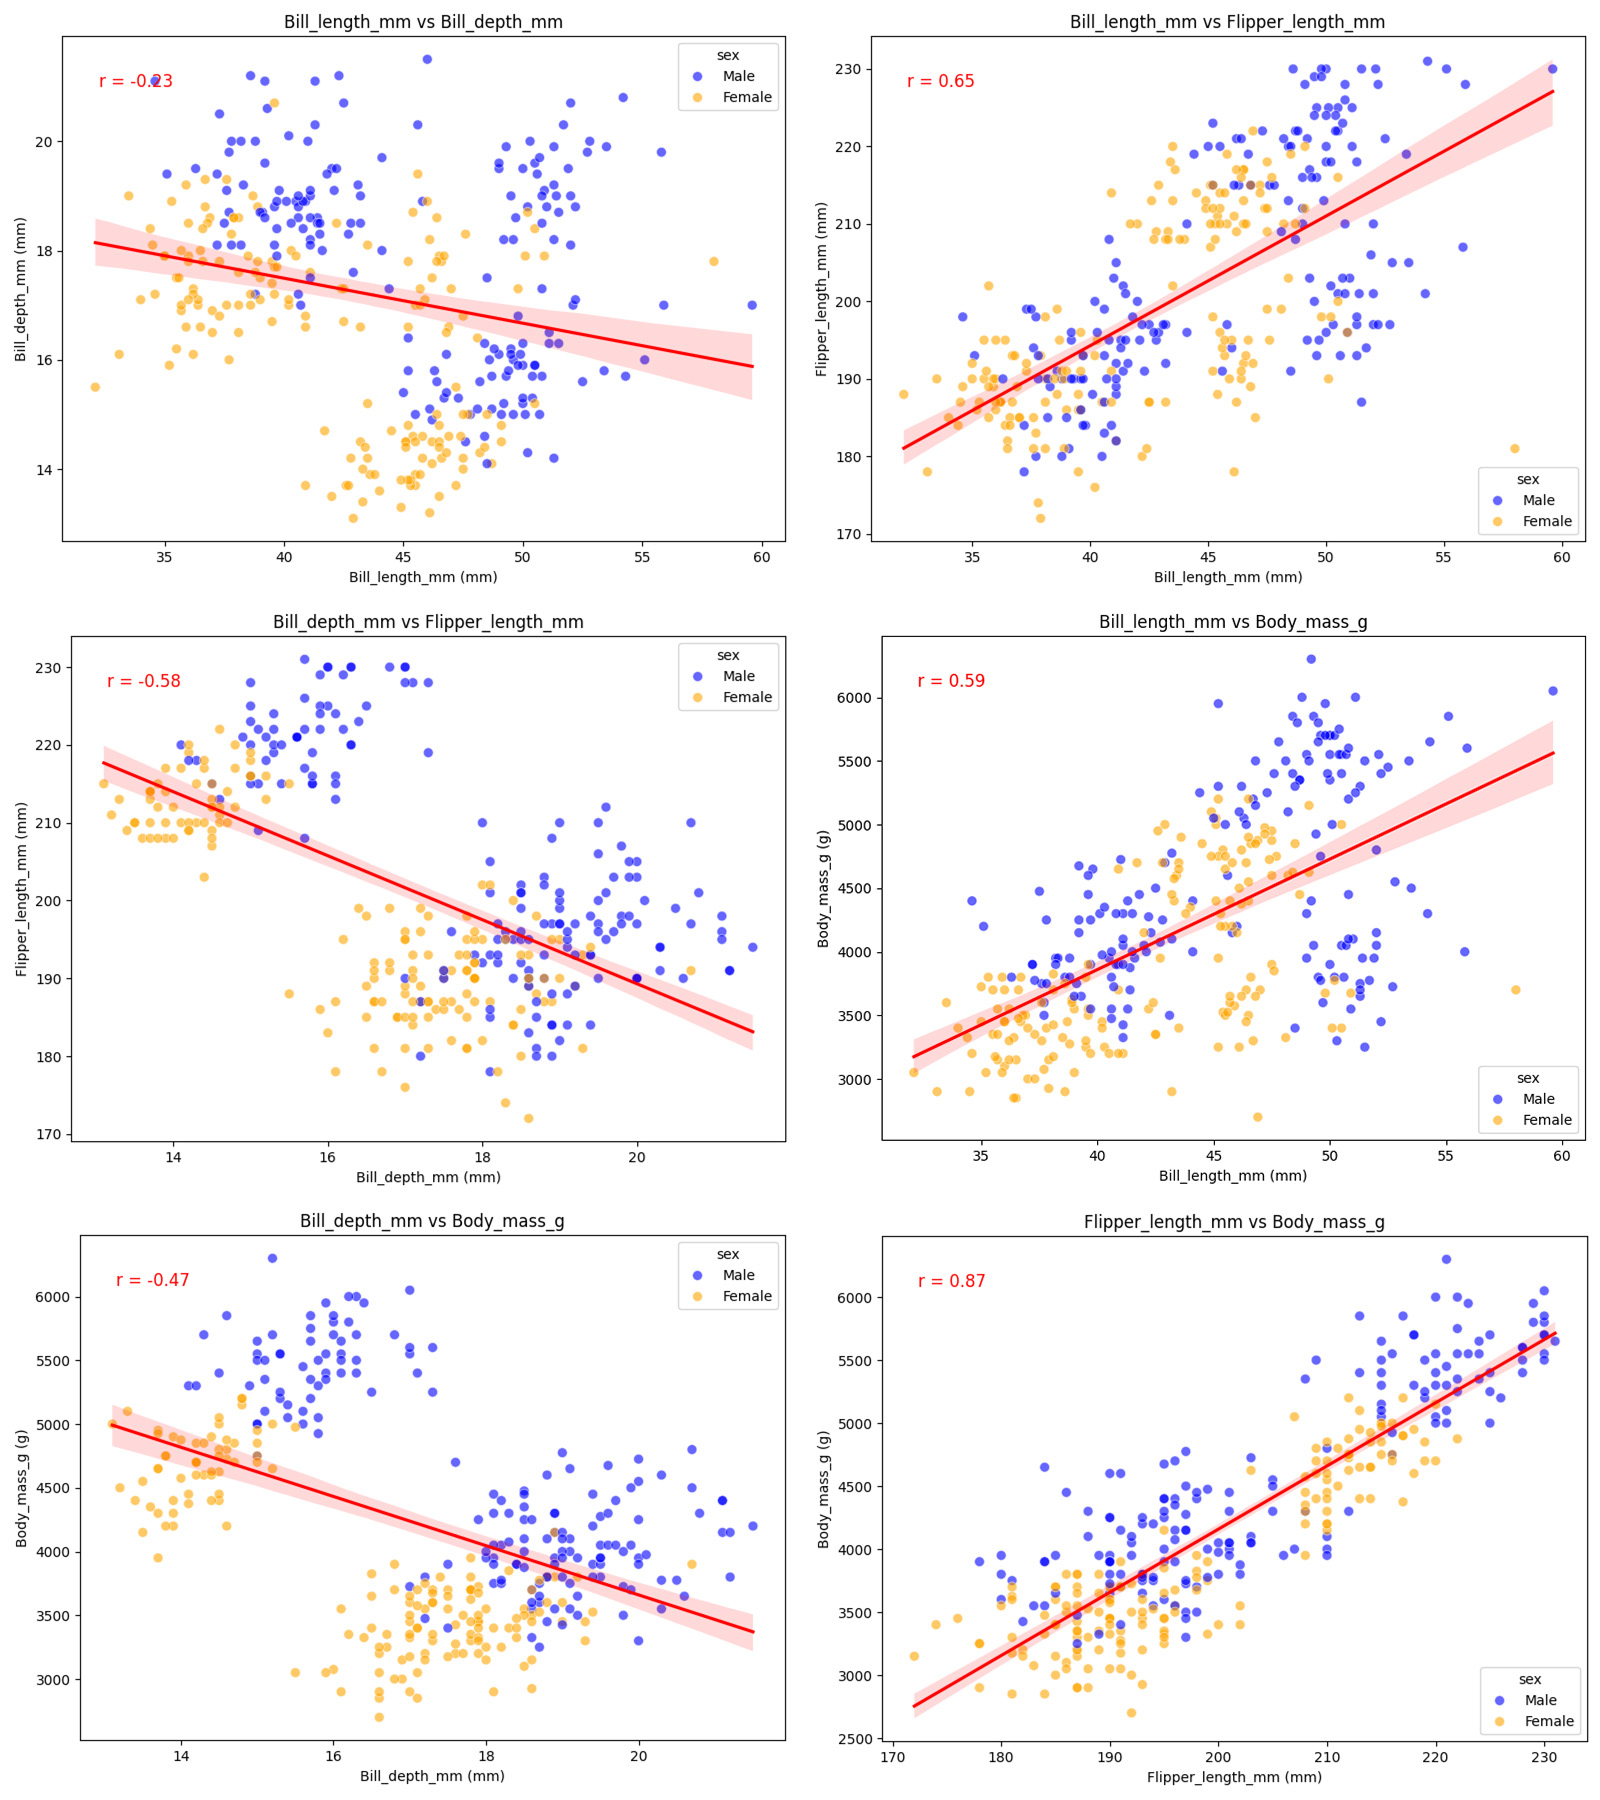 Bill_length_mm vs Bill_depth_mm
r = -0.23
sex
Male
Female
20
18
16
14
Bill_depth_mm (mm)
35 40 45 50 55 60
Bill_length_mm (mm)
Bill_length_mm vs Flipper_length_mm
r = 0.65
230
220
210
200
190
180
170
Flipper_length_mm (mm)
sex
Male
Female
35 40 45 50 55 60
Bill_length_mm (mm)
Bill_depth_mm vs Flipper_length_mm
r = -0.58
sex
Male
Female
230
220
210
200
190
180
170
Flipper_length_mm (mm)
14 16 18 20
Bill_depth_mm (mm)
Bill_length_mm vs Body_mass_g
r = 0.59
6000
5500
5000
4500
4000
3500
3000
Body_mass_g (g)
sex
Male
Female
35 40 45 50 55 60
Bill_length_mm (mm)
Bill_depth_mm vs Body_mass_g
r = -0.47
sex
Male
Female
6000
5500
5000
4500
4000
3500
3000
Body_mass_g (g)
14 16 18 20
Bill_depth_mm (mm)
Flipper_length_mm vs Body_mass_g
r = 0.87
6000
5500
5000
4500
4000
3500
3000
2500
Body_mass_g (g)
sex
Male
Female
170 180 190 200 210 220 230
Flipper_length_mm (mm)